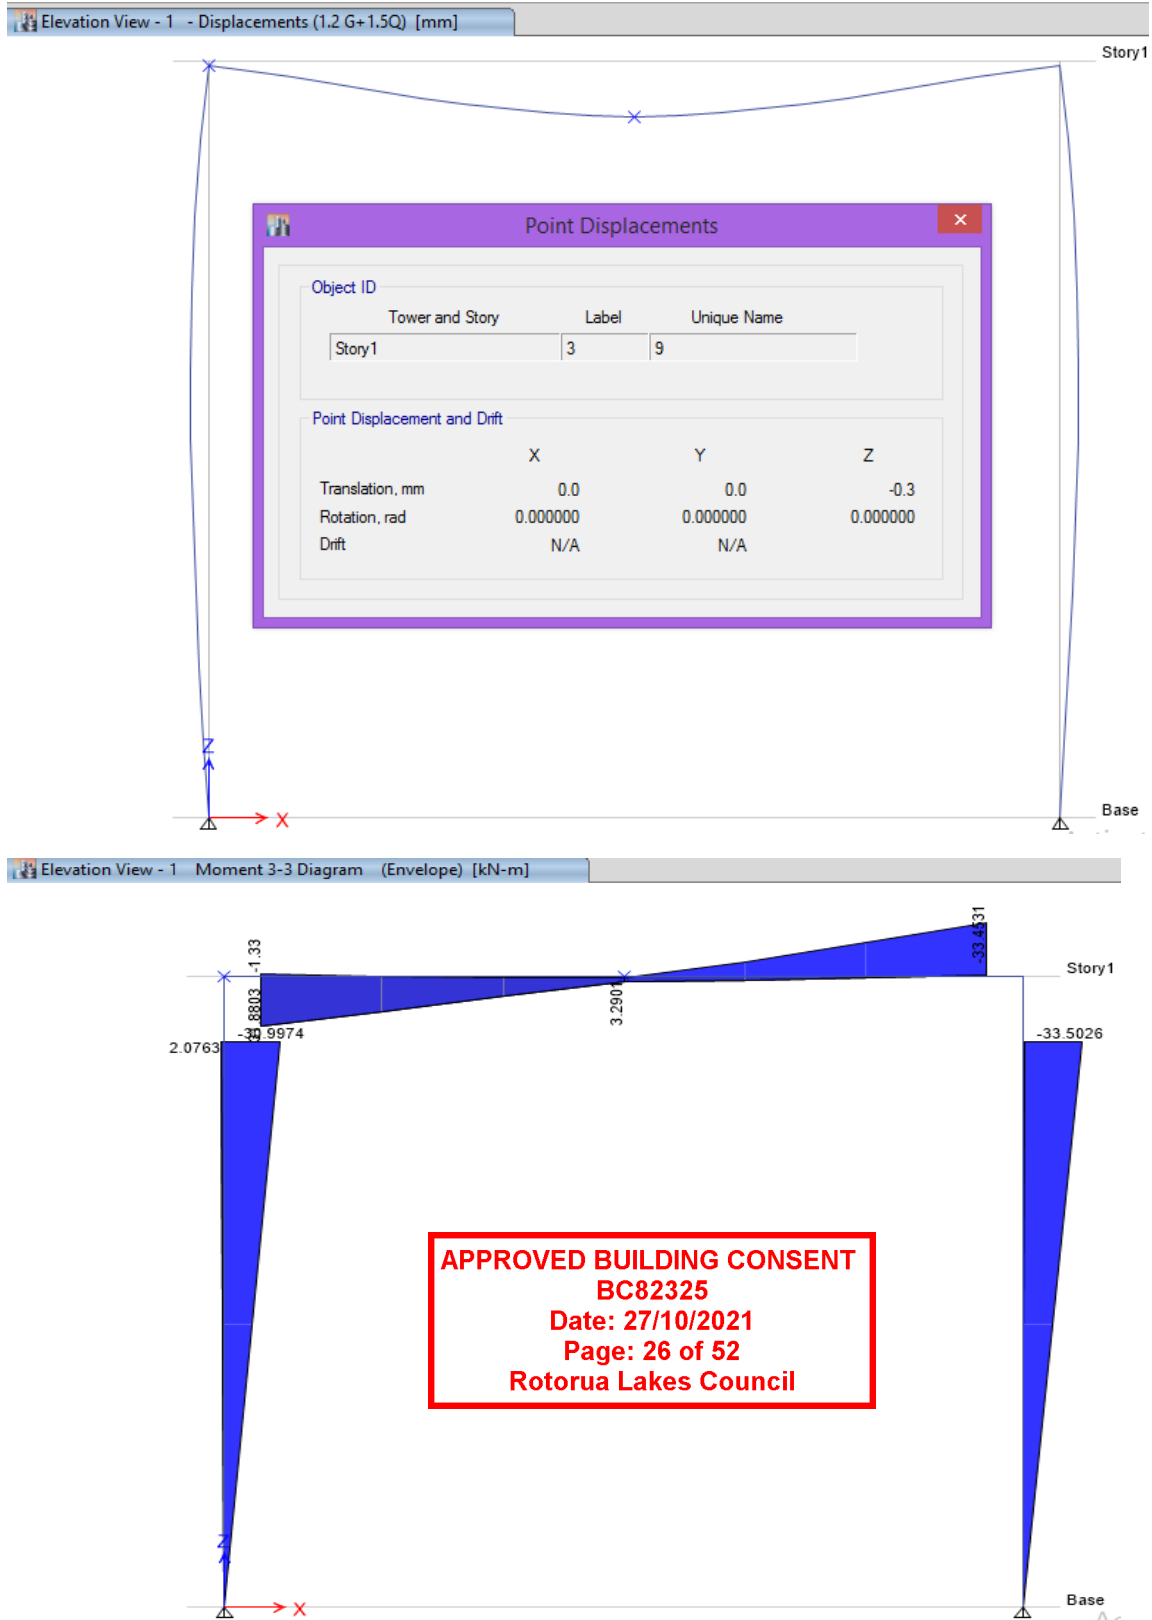 Elevation View - 1   - Displacements (1.2 G+1.5Q)  [mm]
Story1
Point Displacements
Object ID
Tower and Story   Label   Unique Name
Story1   3   9
Point Displacement and Drift
X   Y   Z
Translation, mm   0.0   0.0   -0.3
Rotation, rad   0.000000   0.000000   0.000000
Drift   N/A   N/A
Z
X
Base
Elevation View - 1   Moment 3-3 Diagram   (Envelope)  [kN-m]
-1.33
-33.4531
Story1
3.2901
2.0763
-30.9974
-33.5026
APPROVED BUILDING CONSENT
BC82325
Date: 27/10/2021
Page: 26 of 52
Rotorua Lakes Council
Z
X
Base